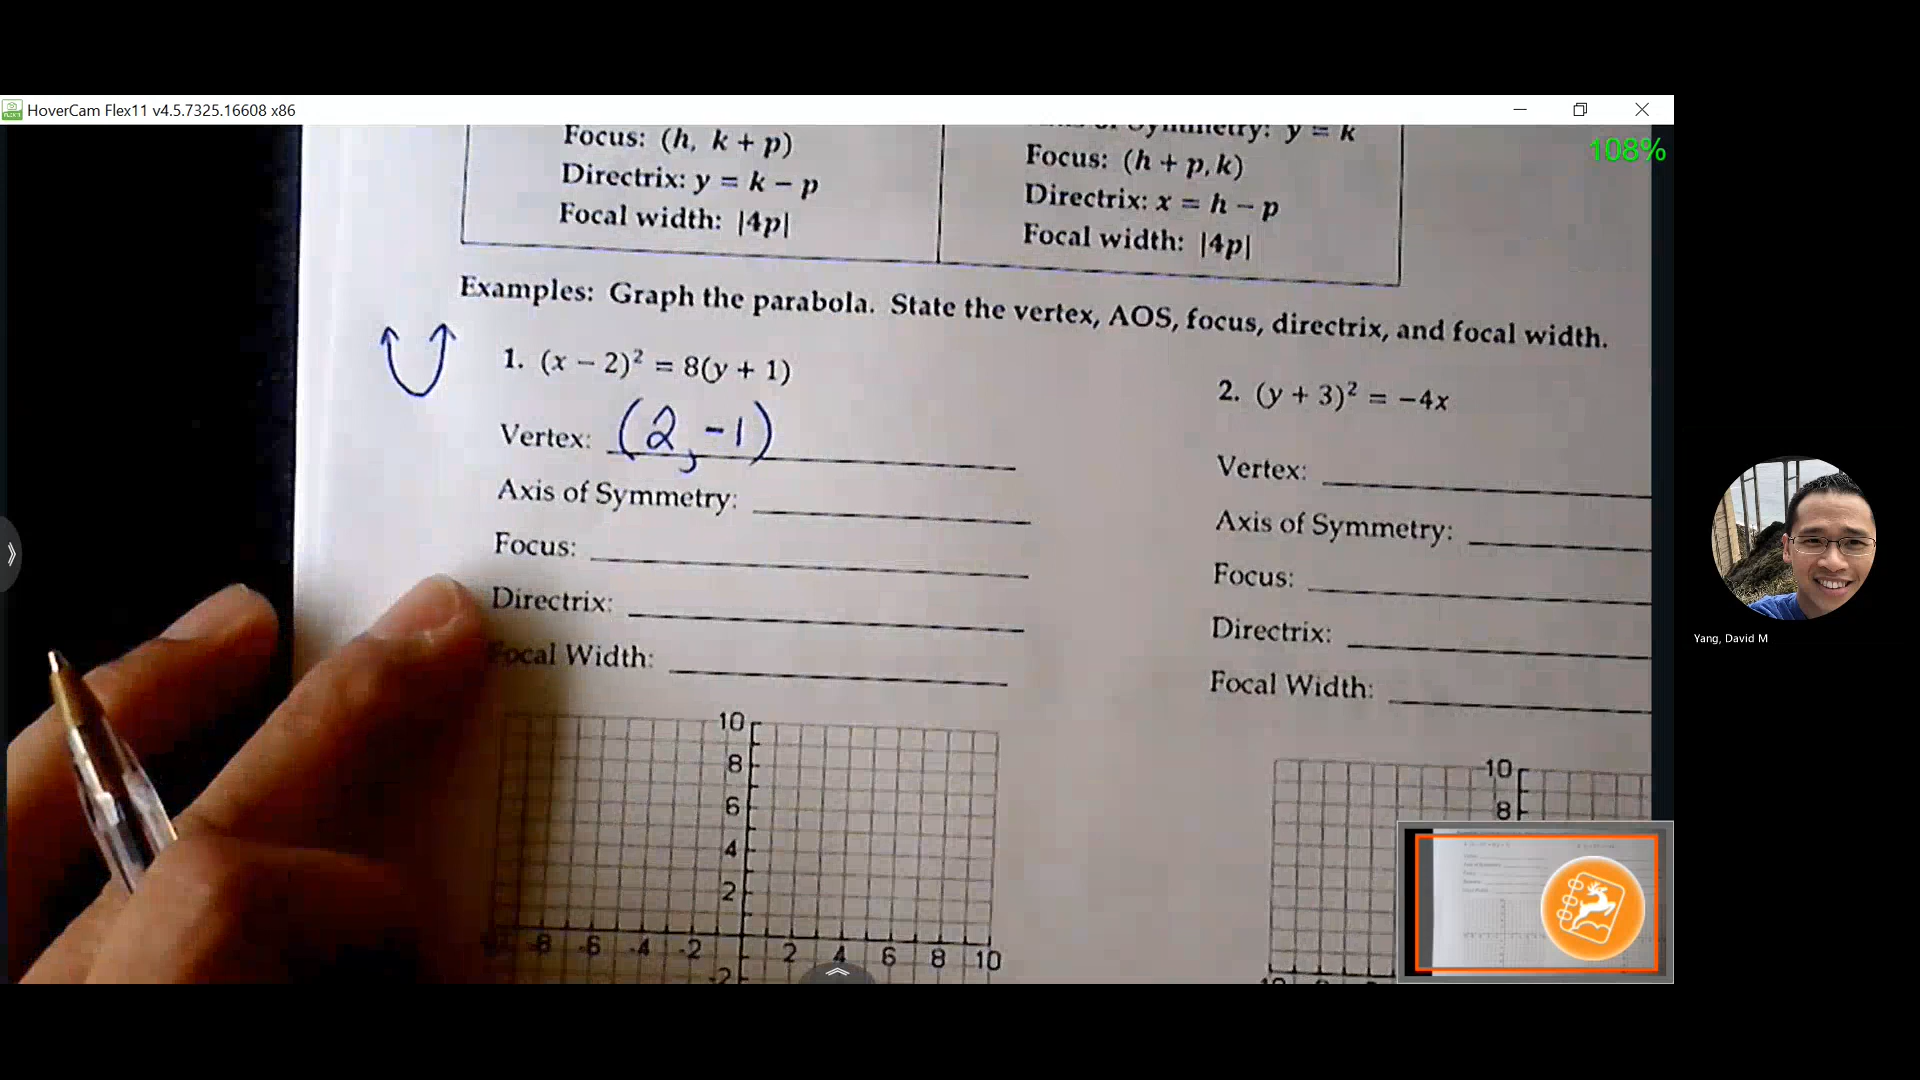 HoverCam Flex11 v4.5.7325.16608 x86
108%
Symmetry: y = k
Focus: (h, k + p)
Focus: (h + p, k)
Directrix: y = k − p
Directrix: x = h − p
Focal width: |4p|
Focal width: |4p|
Examples: Graph the parabola. State the vertex, AOS, focus, directrix, and focal width.
1. (x − 2)² = 8(y + 1)
Vertex: (2, -1)
Axis of Symmetry:
Focus:
Directrix:
Focal Width:
10
8
6
4
2
-8 -6 -4 -2 2 4 6 8 10
-2
2. (y + 3)² = −4x
Vertex:
Axis of Symmetry:
Focus:
Directrix:
Focal Width:
10
8
Yang, David M